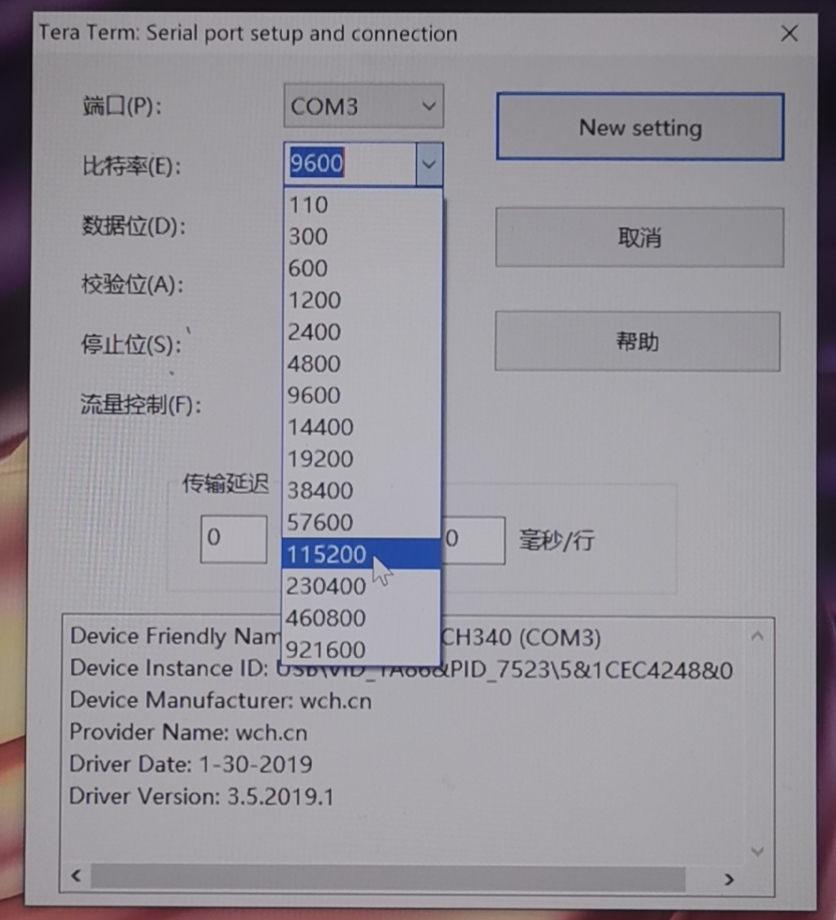 Tera Term: Serial port setup and connection
端口(P):
COM3
New setting
比特率(E):
9600
110
300
600
1200
2400
4800
9600
14400
19200
38400
57600
115200
230400
460800
921600
数据位(D):
取消
校验位(A):
停止位(S):
帮助
流量控制(F):
传输延迟
0
0
毫秒/行
Device Friendly CH340 (COM3)
Device Instance ID: USB\VID_1A86&PID_7523\5&1CEC4248&0
Device Manufacturer: wch.cn
Provider Name: wch.cn
Driver Date: 1-30-2019
Driver Version: 3.5.2019.1